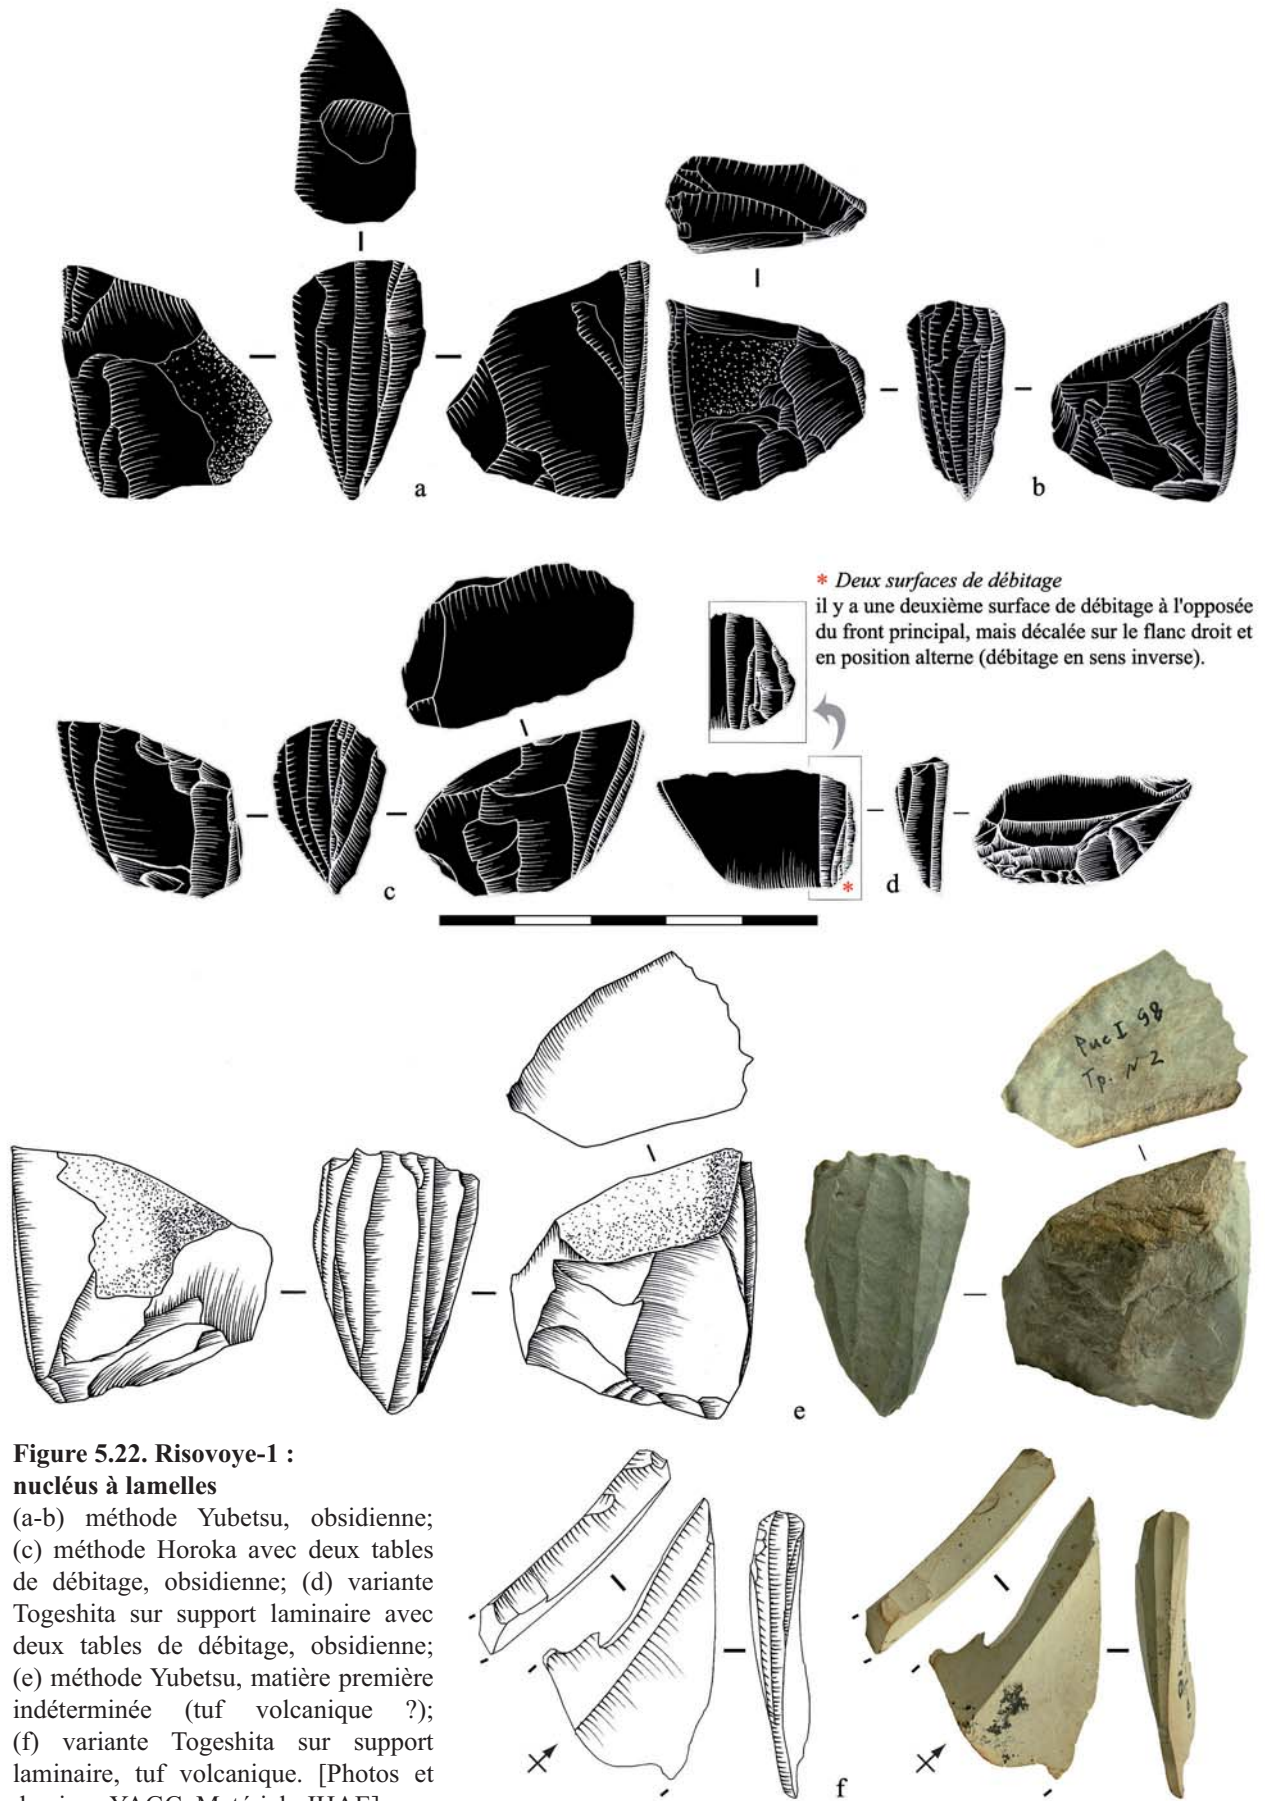 a
b
* Deux surfaces de débitage
il y a une deuxième surface de débitage à l'opposée
du front principal, mais décalée sur le flanc droit et
en position alterne (débitage en sens inverse).
c
*
d
Рис I 98
Тр. N 2
e
Figure 5.22. Risovoye-1 :
nucléus à lamelles
(a-b) méthode Yubetsu, obsidienne;
(c) méthode Horoka avec deux tables
de débitage, obsidienne; (d) variante
Togeshita sur support laminaire avec
deux tables de débitage, obsidienne;
(e) méthode Yubetsu, matière première
indéterminée (tuf volcanique ?);
(f) variante Togeshita sur support
laminaire, tuf volcanique. [Photos et
f